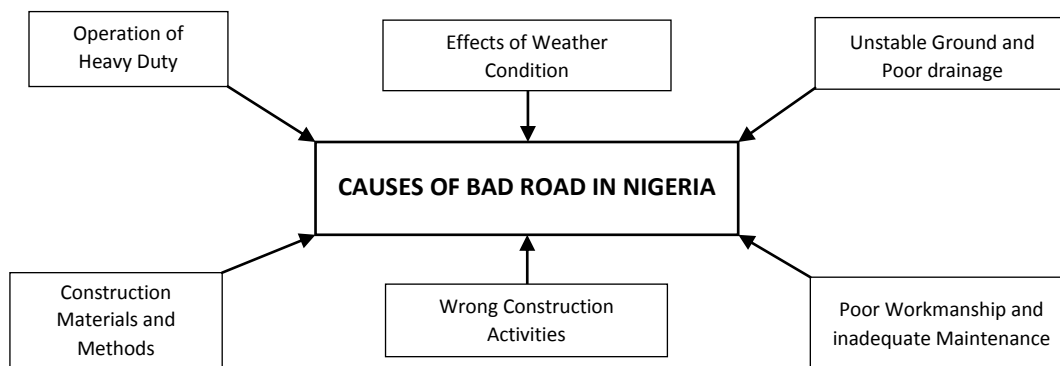 Operation of
Heavy Duty
Effects of Weather
Condition
Unstable Ground and
Poor drainage
CAUSES OF BAD ROAD IN NIGERIA
Construction
Materials and
Methods
Wrong Construction
Activities
Poor Workmanship and
inadequate Maintenance